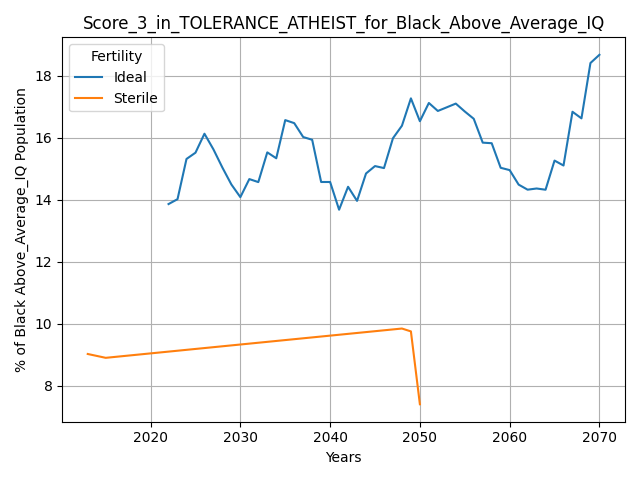 Score_3_in_TOLERANCE_ATHEIST_for_Black_Above_Average_IQ
Fertility
Ideal
Sterile
% of Black Above_Average_IQ Population
18
16
14
12
10
8
2020 2030 2040 2050 2060 2070
Years